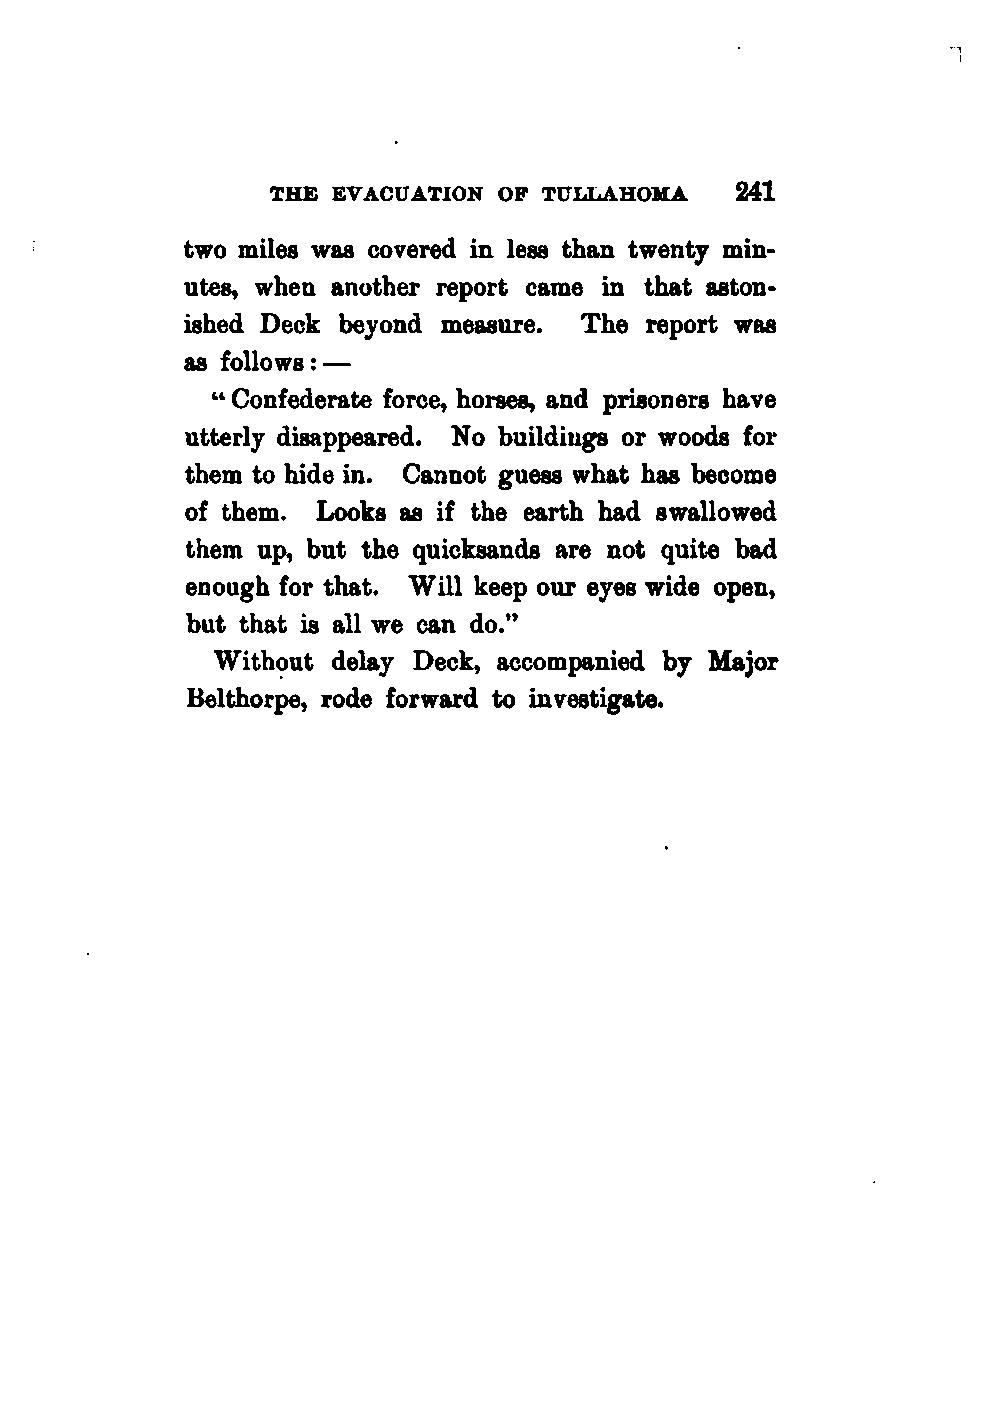 THE EVACUATION OF TULLAHOMA 241
two miles was covered in less than twenty min-
utes, when another report came in that aston-
ished Deck beyond measure. The report was
as follows: —
“Confederate force, horses, and prisoners have
utterly disappeared. No buildings or woods for
them to hide in. Cannot guess what has become
of them. Looks as if the earth had swallowed
them up, but the quicksands are not quite bad
enough for that. Will keep our eyes wide open,
but that is all we can do.”
Without delay Deck, accompanied by Major
Belthorpe, rode forward to investigate.